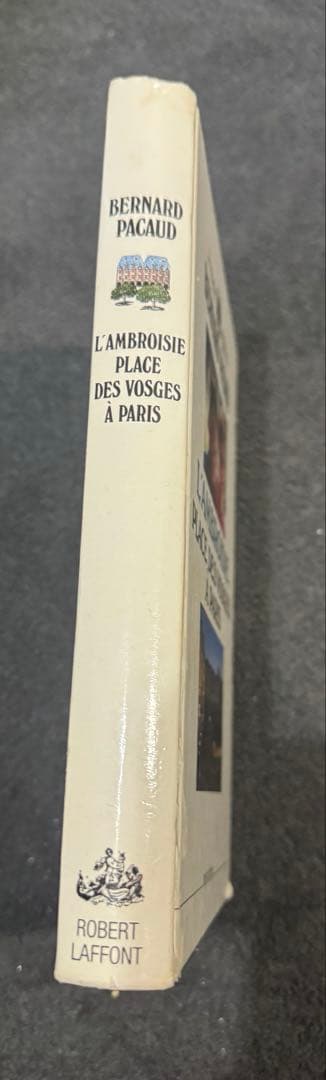 BERNARD
PACAUD
L'AMBROISIE
PLACE
DES VOSGES
À PARIS
ROBERT
LAFFONT